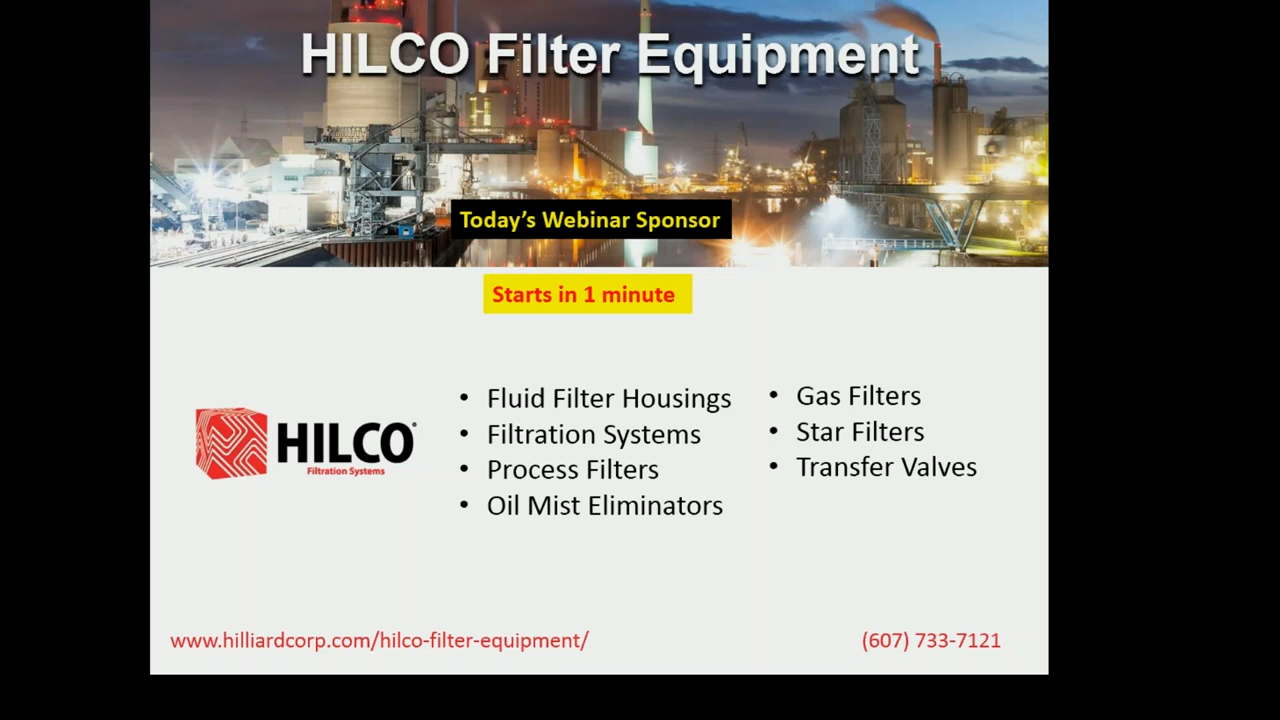 HILCO Filter Equipment
Today's Webinar Sponsor
Starts in 1 minute
• Fluid Filter Housings
• Filtration Systems
• Process Filters
• Oil Mist Eliminators
• Gas Filters
• Star Filters
• Transfer Valves
HILCO®
Filtration Systems
www.hilliardcorp.com/hilco-filter-equipment/
(607) 733-7121